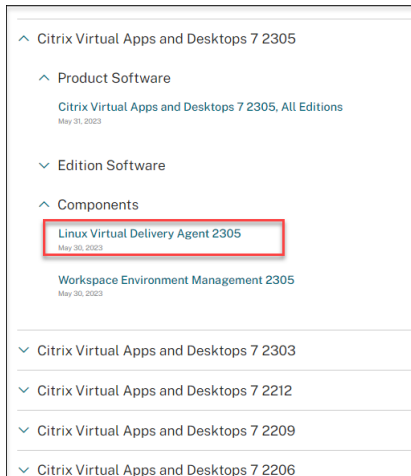 Citrix Virtual Apps and Desktops 7 2305
Product Software
Citrix Virtual Apps and Desktops 7 2305, All Editions
May 31, 2023
Edition Software
Components
Linux Virtual Delivery Agent 2305
May 30, 2023
Workspace Environment Management 2305
May 30, 2023
Citrix Virtual Apps and Desktops 7 2303
Citrix Virtual Apps and Desktops 7 2212
Citrix Virtual Apps and Desktops 7 2209
Citrix Virtual Apps and Desktops 7 2206